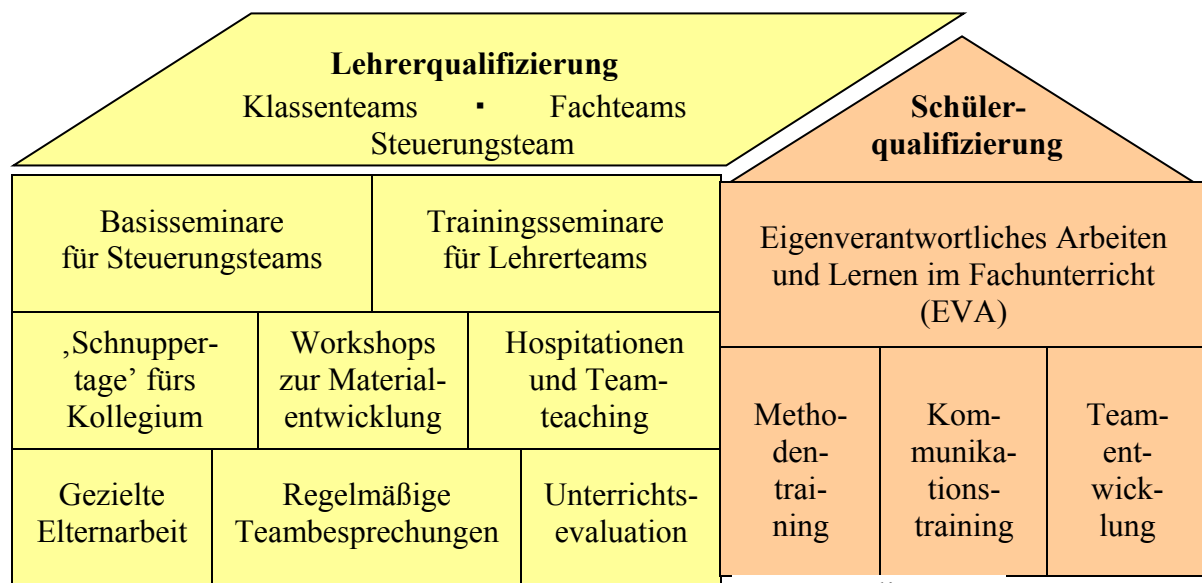 Lehrerqualifizierung
Klassenteams ▪ Fachteams
Steuerungsteam
Schüler-
qualifizierung
Basisseminare
für Steuerungsteams
Trainingsseminare
für Lehrerteams
Eigenverantwortliches Arbeiten
und Lernen im Fachunterricht
(EVA)
‚Schnupper-
tage’ fürs
Kollegium
Workshops
zur Material-
entwicklung
Hospitationen
und Team-
teaching
Metho-
den-
trai-
ning
Kom-
munika-
tions-
training
Team-
ent-
wick-
lung
Gezielte
Elternarbeit
Regelmäßige
Teambesprechungen
Unterrichts-
evaluation